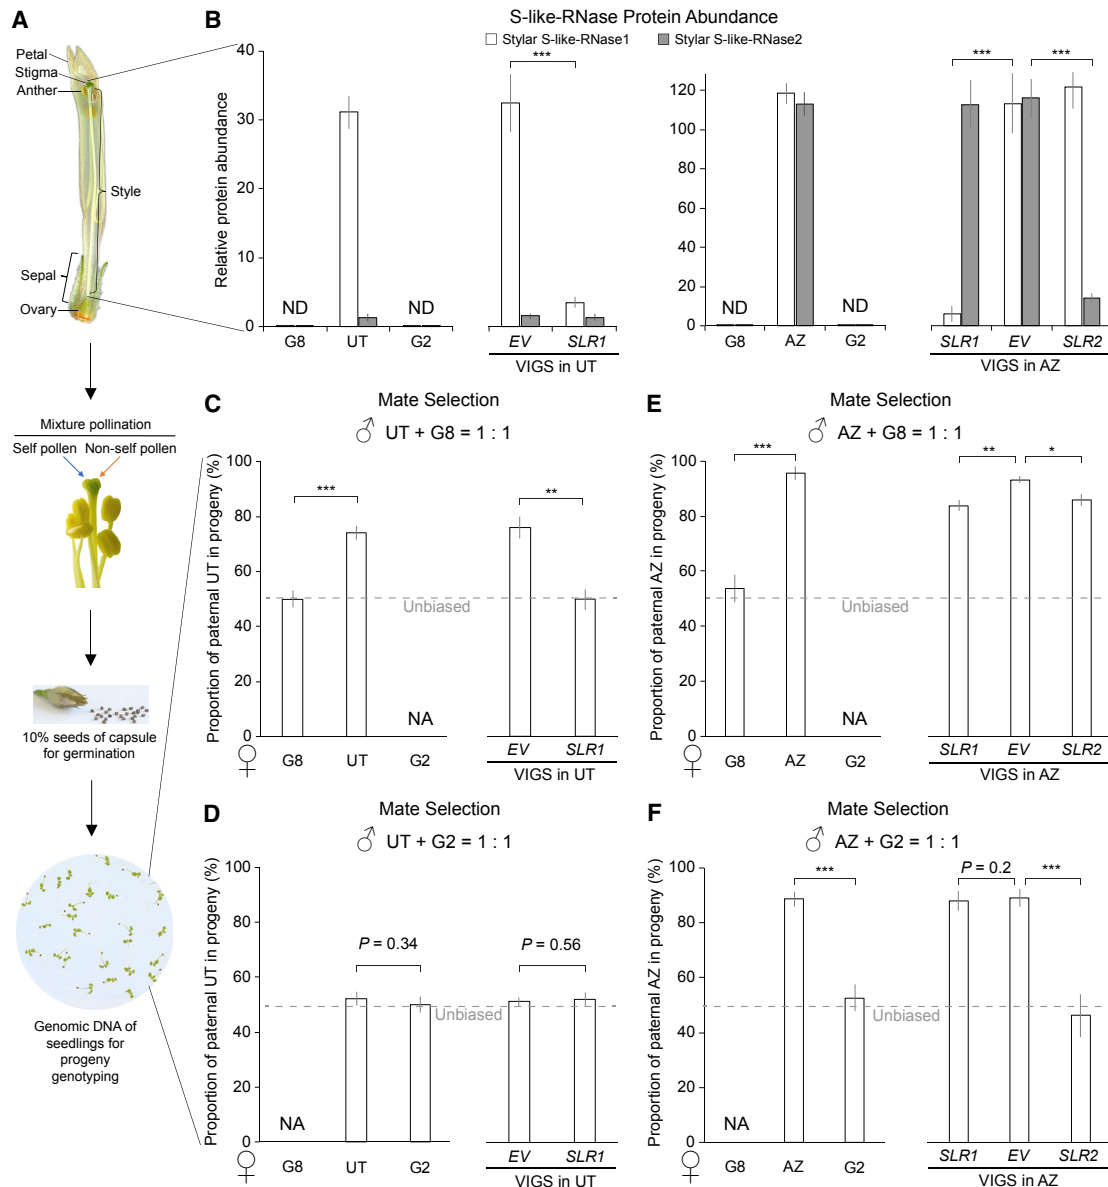 A
Petal
Stigma
Anther
Style
Sepal
Ovary
Mixture pollination
Self pollen Non-self pollen
10% seeds of capsule
for germination
Genomic DNA of
seedlings for
progeny
genotyping
B
S-like-RNase Protein Abundance
Stylar S-like-RNase1 Stylar S-like-RNase2
Relative protein abundance
40
30
20
10
0
ND
ND
***
G8 UT G2
EV SLR1
VIGS in UT
120
100
80
60
40
20
0
ND
ND
*** ***
G8 AZ G2
SLR1 EV SLR2
VIGS in AZ
C
Mate Selection
♂ UT + G8 = 1 : 1
Proportion of paternal UT in progeny (%)
100
80
60
40
20
0
***
**
Unbiased
NA
♀ G8 UT G2
EV SLR1
VIGS in UT
E
Mate Selection
♂ AZ + G8 = 1 : 1
Proportion of paternal AZ in progeny (%)
100
80
60
40
20
0
***
** *
Unbiased
NA
♀ G8 AZ G2
SLR1 EV SLR2
VIGS in AZ
D
Mate Selection
♂ UT + G2 = 1 : 1
Proportion of paternal UT in progeny (%)
100
80
60
40
20
0
P = 0.34
P = 0.56
Unbiased
NA
♀ G8 UT G2
EV SLR1
VIGS in UT
F
Mate Selection
♂ AZ + G2 = 1 : 1
Proportion of paternal AZ in progeny (%)
100
80
60
40
20
0
***
P = 0.2 ***
Unbiased
NA
♀ G8 AZ G2
SLR1 EV SLR2
VIGS in AZ